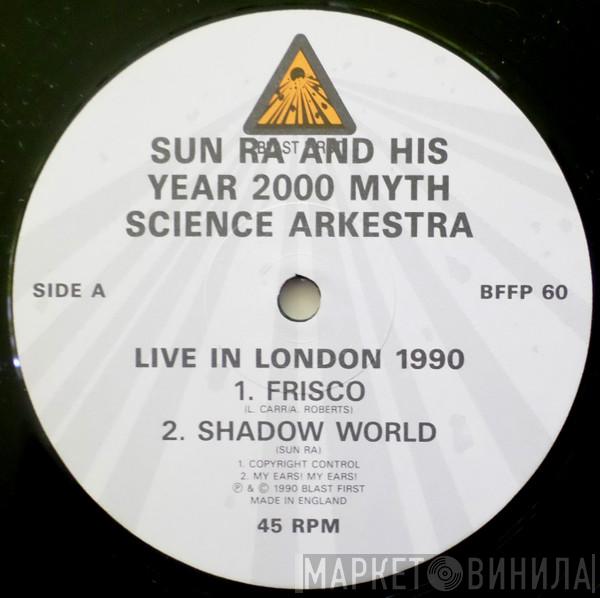 BLAST FIRST
SUN RA AND HIS
YEAR 2000 MYTH
SCIENCE ARKESTRA
SIDE A
BFFP 60
LIVE IN LONDON 1990
1. FRISCO
(L. CARR/A. ROBERTS)
2. SHADOW WORLD
(SUN RA)
1. COPYRIGHT CONTROL
2. MY EARS! MY EARS!
℗ & © 1990 BLAST FIRST
MADE IN ENGLAND
45 RPM
МАРКЕТ ВИНИЛА